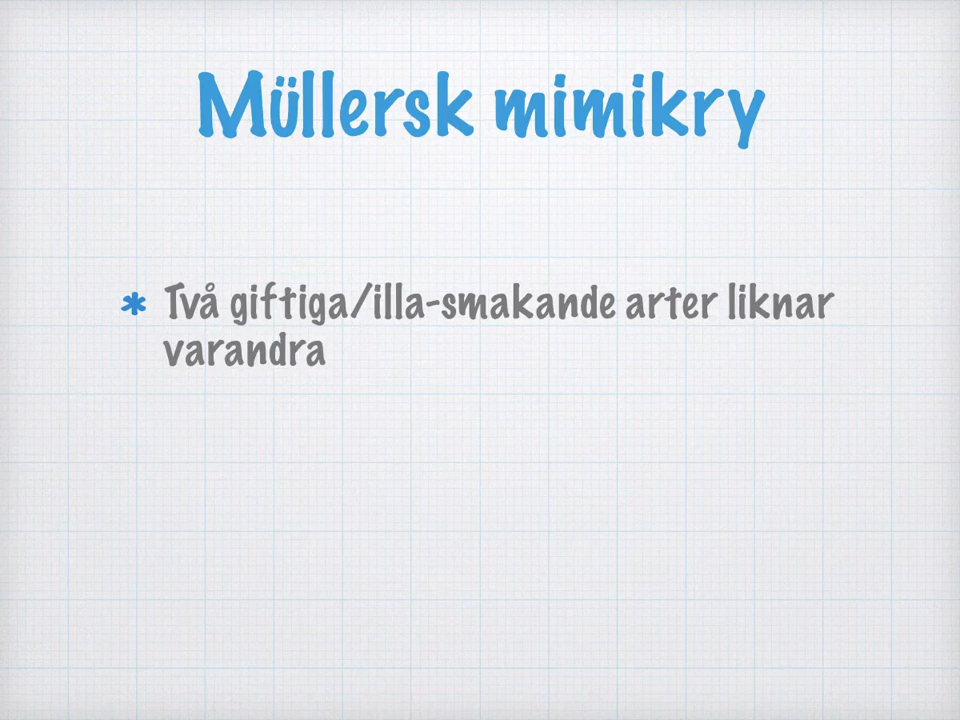 Müllersk mimikry
* Två giftiga/illa-smakande arter liknar
varandra